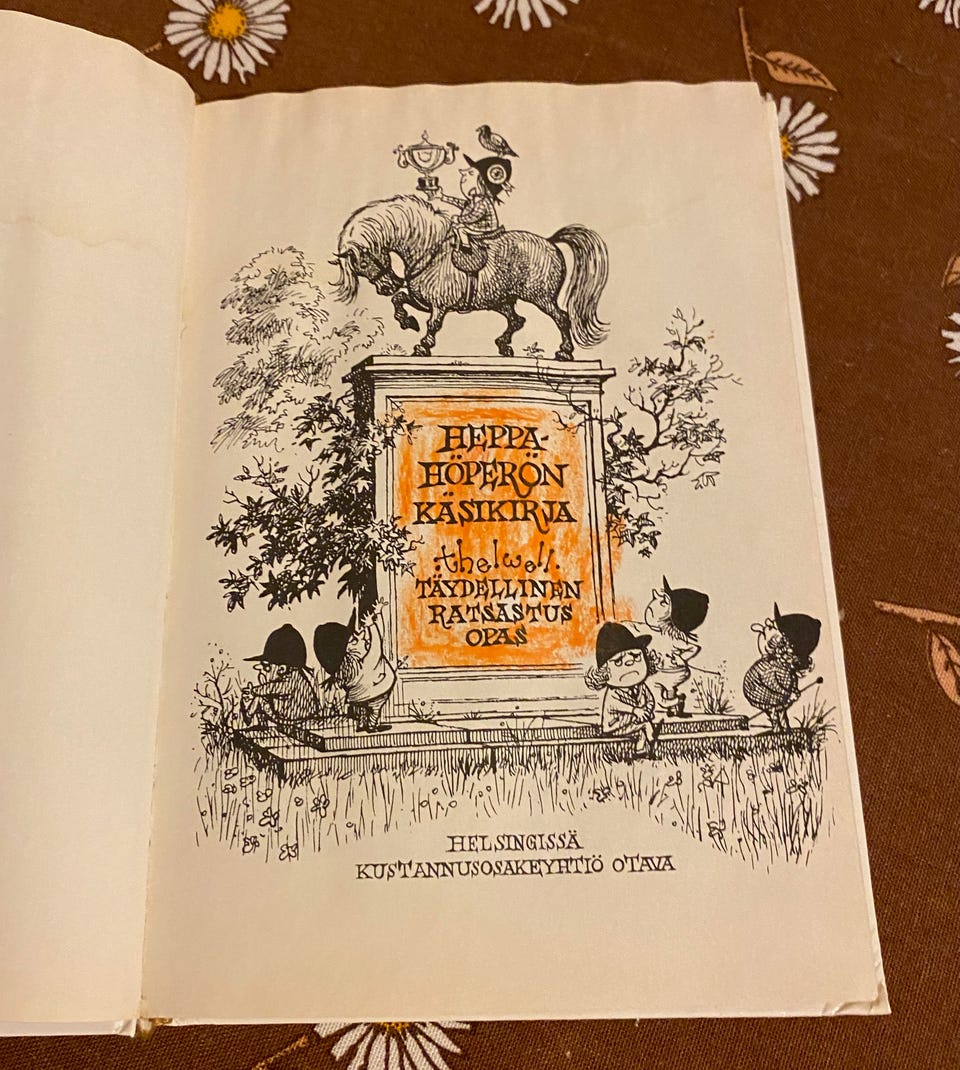 HEPPA-
HÖPERÖN
KÄSIKIRJA
thelwell.
TÄYDELLINEN
RATSASTUS
OPAS
HELSINGISSÄ
KUSTANNUSOSAKEYHTIÖ OTAVA